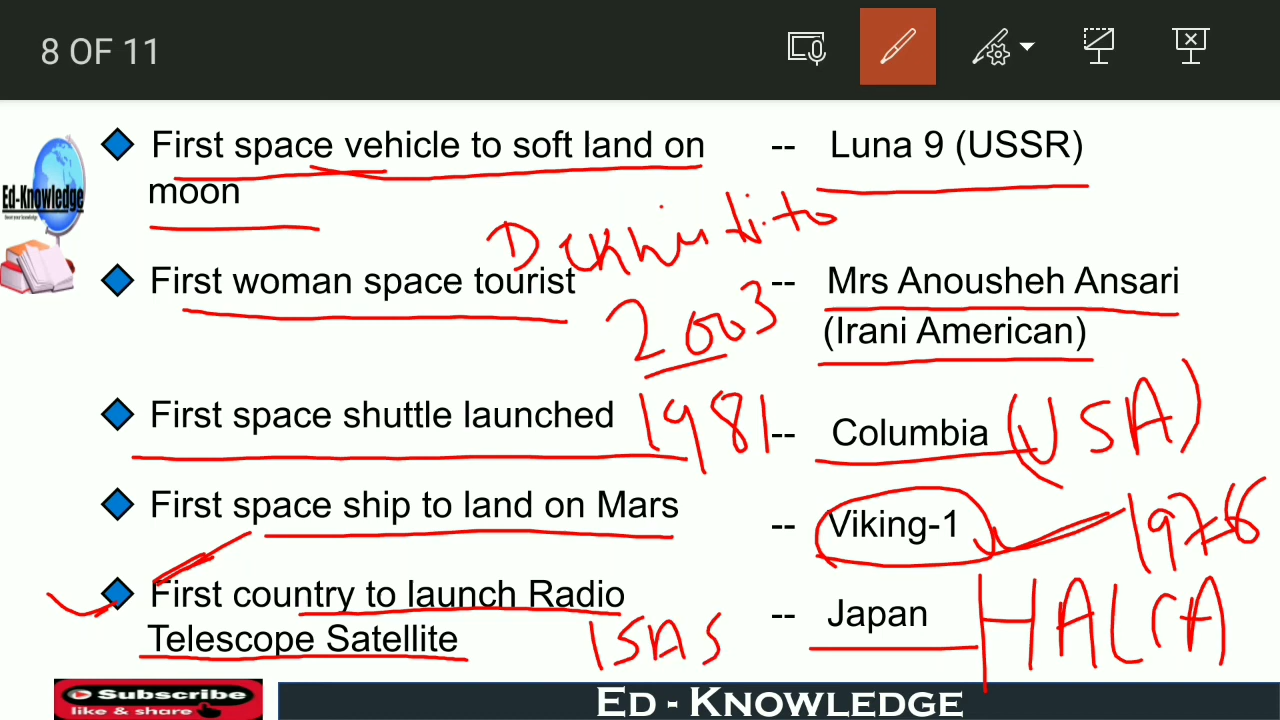 8 OF 11
First space vehicle to soft land on -- Luna 9 (USSR)
moon
First woman space tourist -- Mrs Anousheh Ansari
(Irani American)
2003
First space shuttle launched 1981 -- Columbia (USA)
First space ship to land on Mars -- Viking-1 1976
First country to launch Radio -- Japan HALCA
Telescope Satellite ISAS
Ed-Knowledge
Subscribe
like & share
ED - KNOWLEDGE